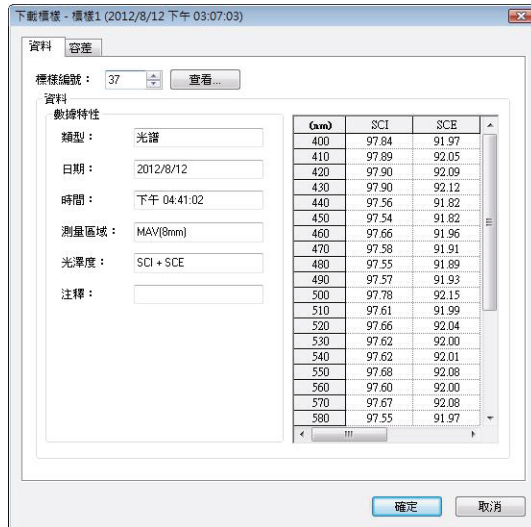 下載標樣 - 標樣1 (2012/8/12 下午 03:07:03)
資料 容差
標樣編號： 37 查看...
資料
數據特性
類型： 光譜
日期： 2012/8/12
時間： 下午 04:41:02
測量區域： MAV(8mm)
光澤度： SCI + SCE
注釋：
(nm) SCI SCE
400 97.84 91.97
410 97.89 92.05
420 97.90 92.09
430 97.90 92.12
440 97.56 91.82
450 97.54 91.82
460 97.66 91.96
470 97.58 91.91
480 97.55 91.89
490 97.57 91.93
500 97.78 92.15
510 97.61 91.99
520 97.66 92.04
530 97.62 92.00
540 97.62 92.01
550 97.68 92.08
560 97.60 92.00
570 97.67 92.08
580 97.55 91.97
確定 取消